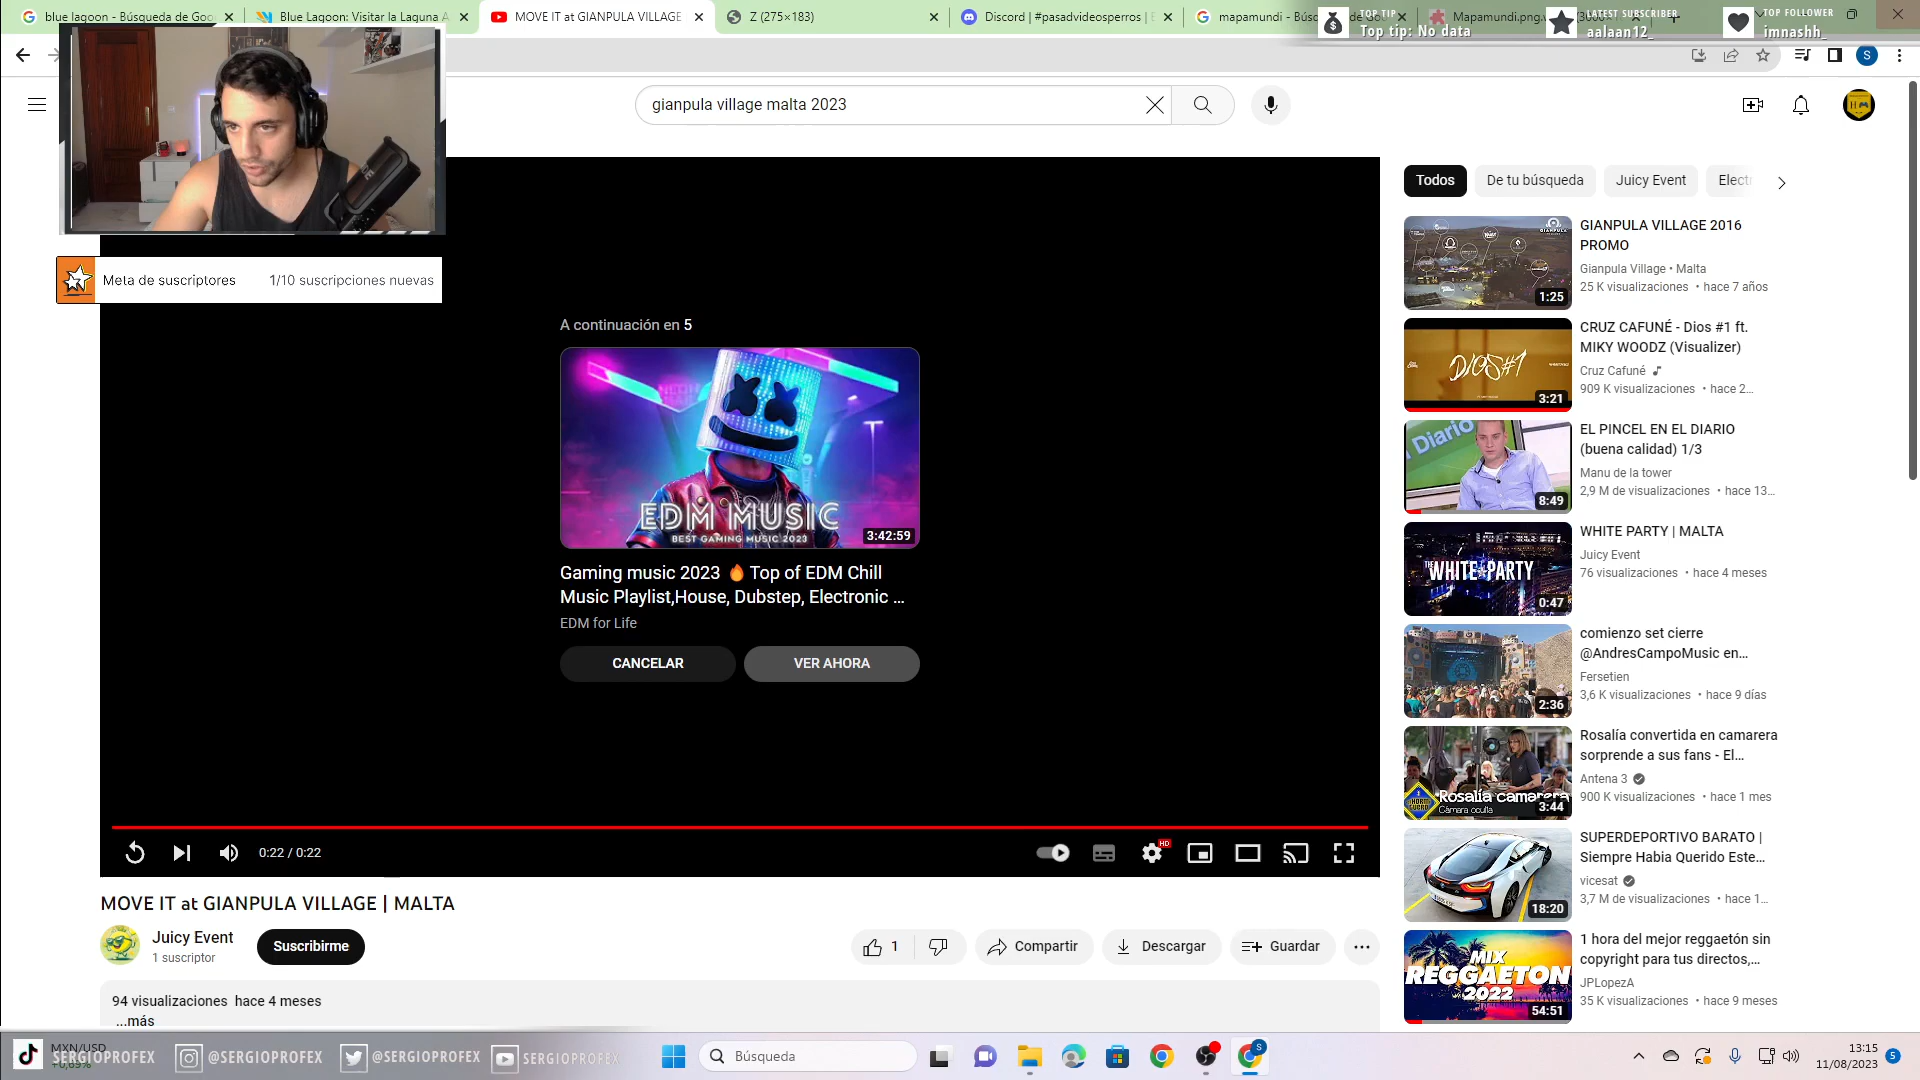 blue lagoon - Búsqueda de Goo
Blue Lagoon: Visitar la Laguna A
MOVE IT at GIANPULA VILLAGE
Z (275×183)
Discord | #pasadvideosperros | E
mapamundi - Búsq
Mapamundi.png
TOP TIP
Top tip: No data
LATEST SUBSCRIBER
aalaan12_
TOP FOLLOWER
imnashh_
S
gianpula village malta 2023
Meta de suscriptores
1/10 suscripciones nuevas
A continuación en 5
EDM MUSIC
BEST GAMING MUSIC 2023
3:42:59
Gaming music 2023 🔥 Top of EDM Chill
Music Playlist,House, Dubstep, Electronic ...
EDM for Life
CANCELAR
VER AHORA
0:22 / 0:22
HD
MOVE IT at GIANPULA VILLAGE | MALTA
Juicy Event
1 suscriptor
Suscribirme
1
Compartir
Descargar
Guardar
94 visualizaciones hace 4 meses
...más
Todos
De tu búsqueda
Juicy Event
Elect
1:25
GIANPULA VILLAGE 2016
PROMO
Gianpula Village • Malta
25 K visualizaciones • hace 7 años
DIOS#1
3:21
CRUZ CAFUNÉ - Dios #1 ft.
MIKY WOODZ (Visualizer)
Cruz Cafuné
909 K visualizaciones • hace 2...
Diario
8:49
EL PINCEL EN EL DIARIO
(buena calidad) 1/3
Manu de la tower
2,9 M de visualizaciones • hace 13...
THE WHITE PARTY
0:47
WHITE PARTY | MALTA
Juicy Event
76 visualizaciones • hace 4 meses
2:36
comienzo set cierre
@AndresCampoMusic en...
Fersetien
3,6 K visualizaciones • hace 9 días
Rosalía camarera
Cámara oculta
3:44
Rosalía convertida en camarera
sorprende a sus fans - El...
Antena 3
900 K visualizaciones • hace 1 mes
18:20
SUPERDEPORTIVO BARATO |
Siempre Habia Querido Este...
vicesat
3,7 M de visualizaciones • hace 1...
MIX
REGGAETON
2022
54:51
1 hora del mejor reggaetón sin
copyright para tus directos,...
JPLopezA
35 K visualizaciones • hace 9 meses
MXN/USD
+0,69%
SERGIOPROFEX
@SERGIOPROFEX
@SERGIOPROFEX
SERGIOPROFEX
Búsqueda
S
13:15
11/08/2023
5